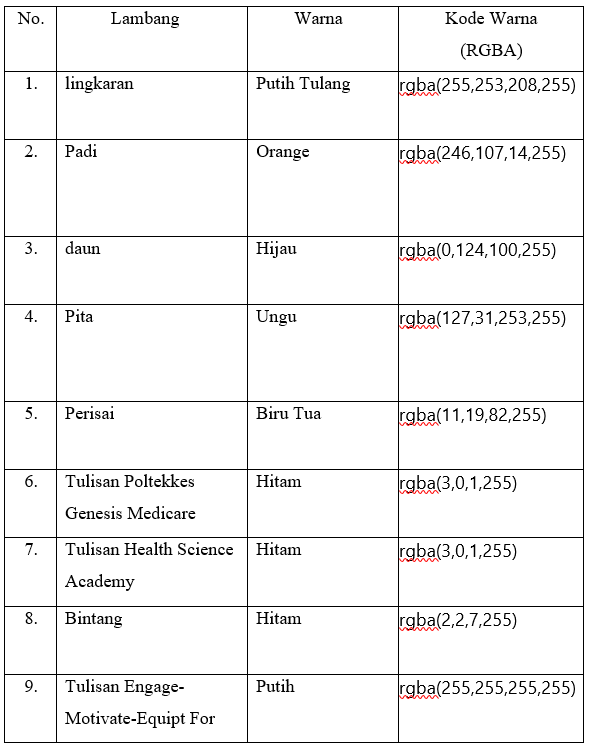 No. Lambang Warna Kode Warna
(RGBA)
1. lingkaran Putih Tulang rgba(255,253,208,255)
2. Padi Orange rgba(246,107,14,255)
3. daun Hijau rgba(0,124,100,255)
4. Pita Ungu rgba(127,31,253,255)
5. Perisai Biru Tua rgba(11,19,82,255)
6. Tulisan Poltekkes Hitam rgba(3,0,1,255)
Genesis Medicare
7. Tulisan Health Science Hitam rgba(3,0,1,255)
Academy
8. Bintang Hitam rgba(2,2,7,255)
9. Tulisan Engage- Putih rgba(255,255,255,255)
Motivate-Equipt For